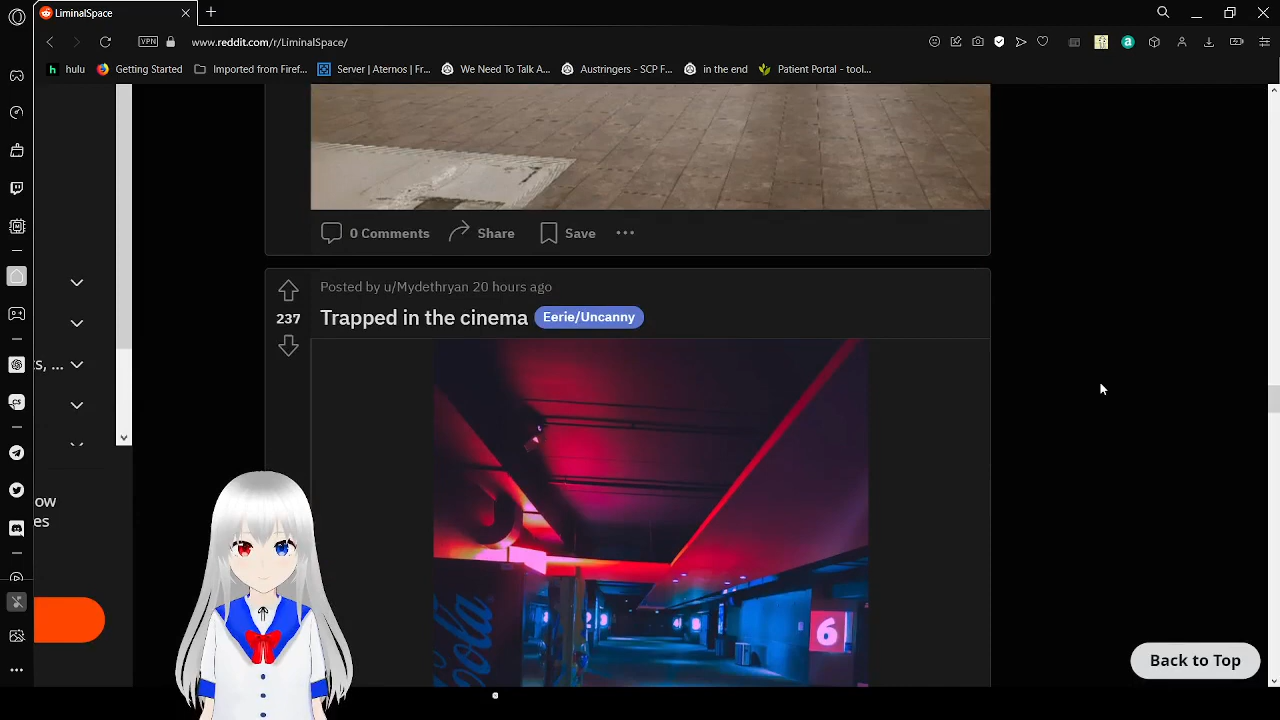 LiminalSpace
VPN
www.reddit.com/r/LiminalSpace/
hulu
Getting Started
Imported from Firef...
Server | Aternos | Fr...
We Need To Talk A...
Austringers - SCP F...
in the end
Patient Portal - tool...
0 Comments
Share
Save
Posted by u/Mydethryan 20 hours ago
237
Trapped in the cinema
Eerie/Uncanny
s, ...
ow
es
cola
6
Back to Top